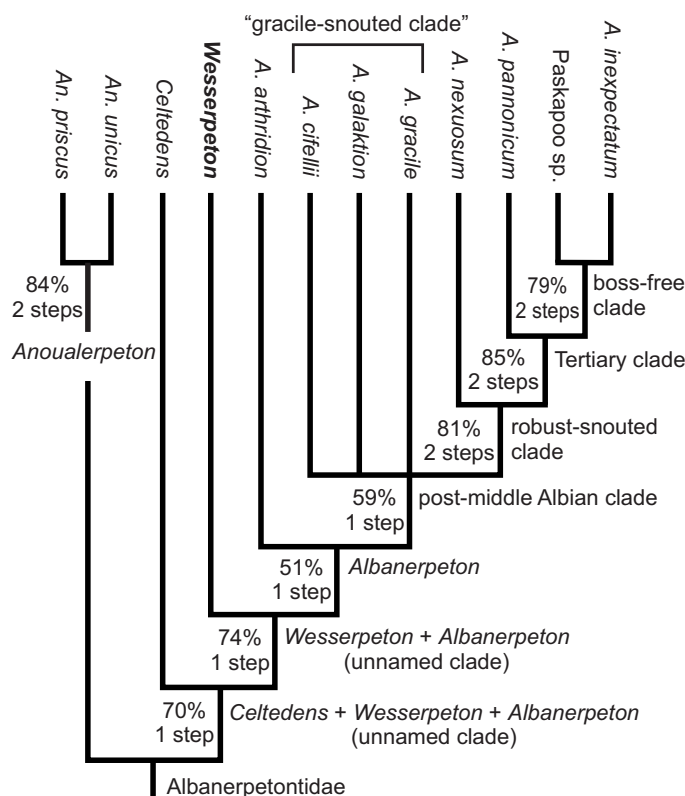 "gracile-snouted clade"
An. priscus
An. unicus
Celtedens
Wesserpeton
A. arthridion
A. cifellii
A. galaktion
A. gracile
A. nexuosum
A. pannonicum
Paskapoo sp.
A. inexpectatum
84%
2 steps
Anoualerpeton
79%
2 steps
boss-free
clade
85%
2 steps
Tertiary clade
81%
2 steps
robust-snouted
clade
59%
1 step
post-middle Albian clade
51%
1 step
Albanerpeton
74%
1 step
Wesserpeton + Albanerpeton
(unnamed clade)
70%
1 step
Celtedens + Wesserpeton + Albanerpeton
(unnamed clade)
Albanerpetontidae